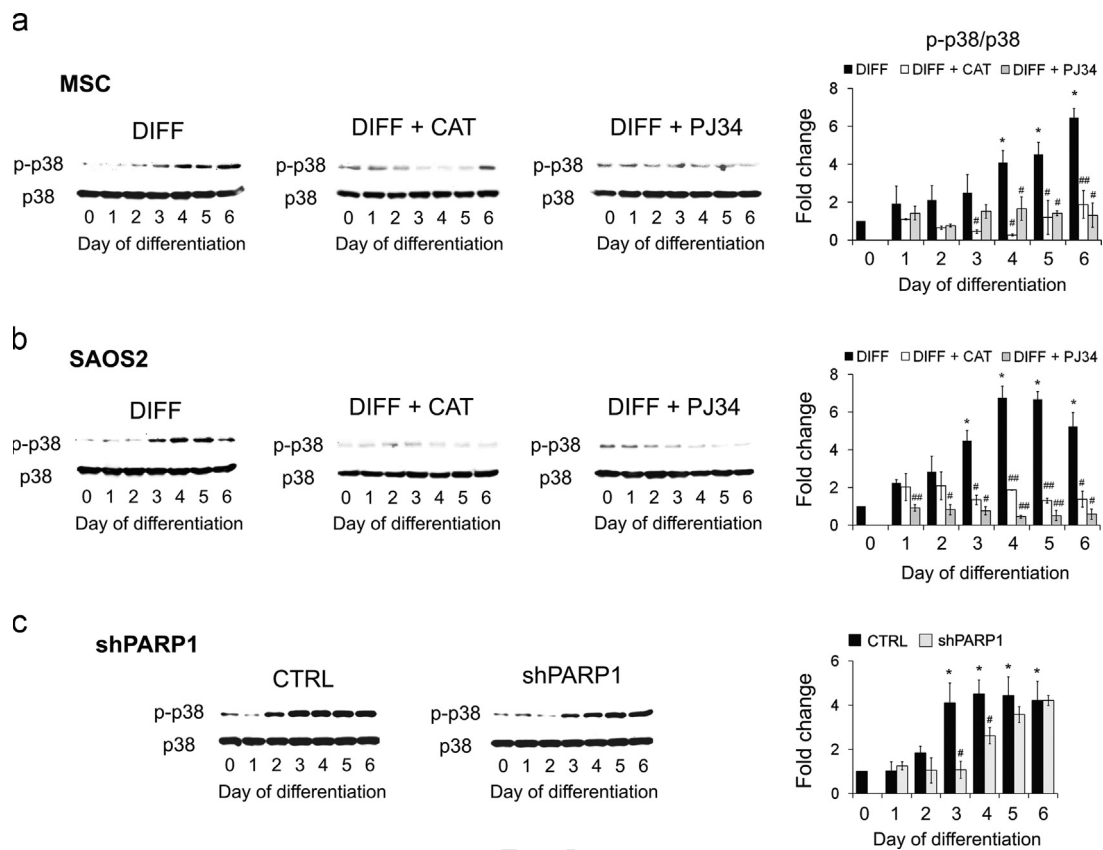 a
MSC
DIFF
DIFF + CAT
DIFF + PJ34
p-p38
p38
0 1 2 3 4 5 6
Day of differentiation
p-p38
p38
0 1 2 3 4 5 6
Day of differentiation
p-p38
p38
0 1 2 3 4 5 6
Day of differentiation
p-p38/p38
DIFF DIFF + CAT DIFF + PJ34
Fold change
8
6
4
2
0
* * *
# # # # # ## #
0 1 2 3 4 5 6
Day of differentiation
b
SAOS2
DIFF
DIFF + CAT
DIFF + PJ34
p-p38
p38
0 1 2 3 4 5 6
Day of differentiation
p-p38
p38
0 1 2 3 4 5 6
Day of differentiation
p-p38
p38
0 1 2 3 4 5 6
Day of differentiation
DIFF DIFF + CAT DIFF + PJ34
Fold change
8
6
4
2
0
* * * *
## # # # ## ## ## ## # #
0 1 2 3 4 5 6
Day of differentiation
c
shPARP1
CTRL
shPARP1
p-p38
p38
0 1 2 3 4 5 6
Day of differentiation
p-p38
p38
0 1 2 3 4 5 6
Day of differentiation
CTRL shPARP1
Fold change
6
4
2
0
* * * *
# #
0 1 2 3 4 5 6
Day of differentiation